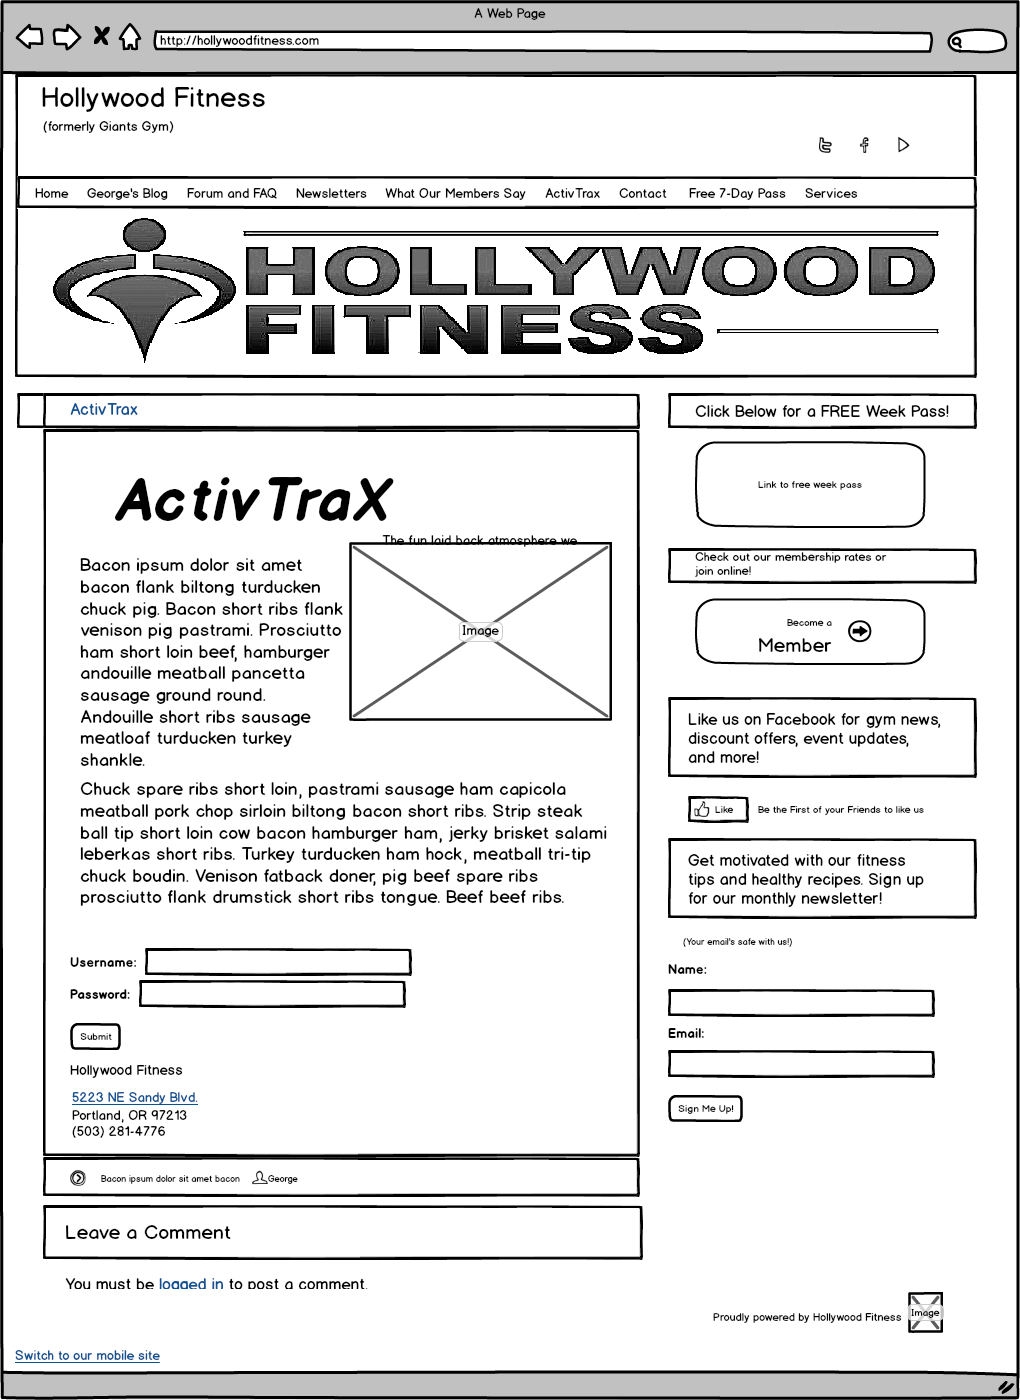 A Web Page
http://hollywoodfitness.com
Hollywood Fitness
(formerly Giants Gym)
Home George's Blog Forum and FAQ Newsletters What Our Members Say ActivTrax Contact Free 7-Day Pass Services
HOLLYWOOD
FITNESS
ActivTrax
ActivTraX
The fun laid back atmosphere we
Bacon ipsum dolor sit amet
bacon flank biltong turducken
chuck pig. Bacon short ribs flank
venison pig pastrami. Prosciutto
ham short loin beef, hamburger
andouille meatball pancetta
sausage ground round.
Andouille short ribs sausage
meatloaf turducken turkey
shankle.
Image
Chuck spare ribs short loin, pastrami sausage ham capicola
meatball pork chop sirloin biltong bacon short ribs. Strip steak
ball tip short loin cow bacon hamburger ham, jerky brisket salami
leberkas short ribs. Turkey turducken ham hock, meatball tri-tip
chuck boudin. Venison fatback doner, pig beef spare ribs
prosciutto flank drumstick short ribs tongue. Beef beef ribs.
Username:
Password:
Submit
Hollywood Fitness
5223 NE Sandy Blvd.
Portland, OR 97213
(503) 281-4776
Bacon ipsum dolor sit amet bacon George
Leave a Comment
You must be logged in to post a comment.
Click Below for a FREE Week Pass!
Link to free week pass
Check out our membership rates or
join online!
Become a
Member
Like us on Facebook for gym news,
discount offers, event updates,
and more!
Like Be the First of your Friends to like us
Get motivated with our fitness
tips and healthy recipes. Sign up
for our monthly newsletter!
(Your email's safe with us!)
Name:
Email:
Sign Me Up!
Proudly powered by Hollywood Fitness
Image
Switch to our mobile site